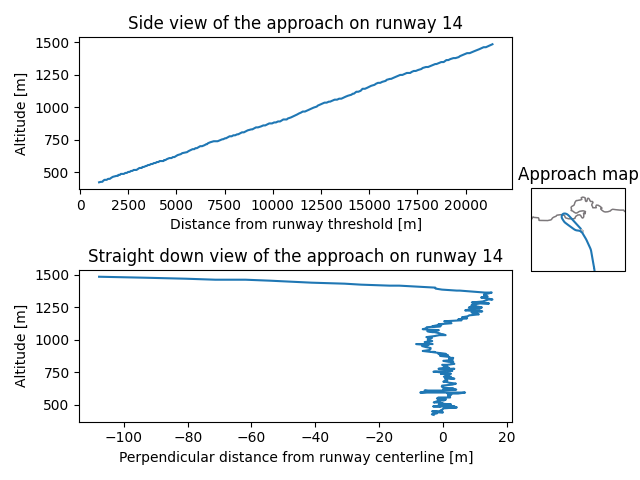 Side view of the approach on runway 14
1500
1250
1000
750
500
Altitude [m]
0 2500 5000 7500 10000 12500 15000 17500 20000
Distance from runway threshold [m]
Approach map
Straight down view of the approach on runway 14
1500
1250
1000
750
500
Altitude [m]
−100 −80 −60 −40 −20 0 20
Perpendicular distance from runway centerline [m]